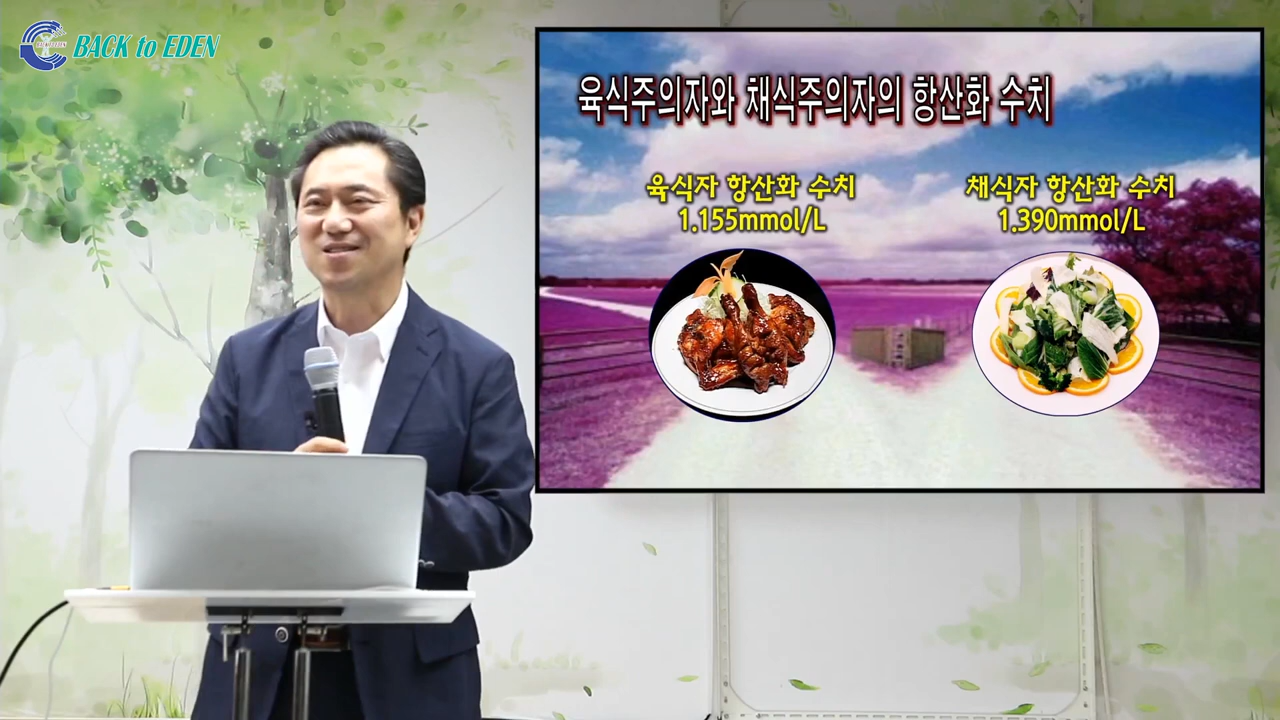 BACK to EDEN
육식주의자와 채식주의자의 항산화 수치
육식자 항산화 수치
1.155mmol/L
채식자 항산화 수치
1.390mmol/L